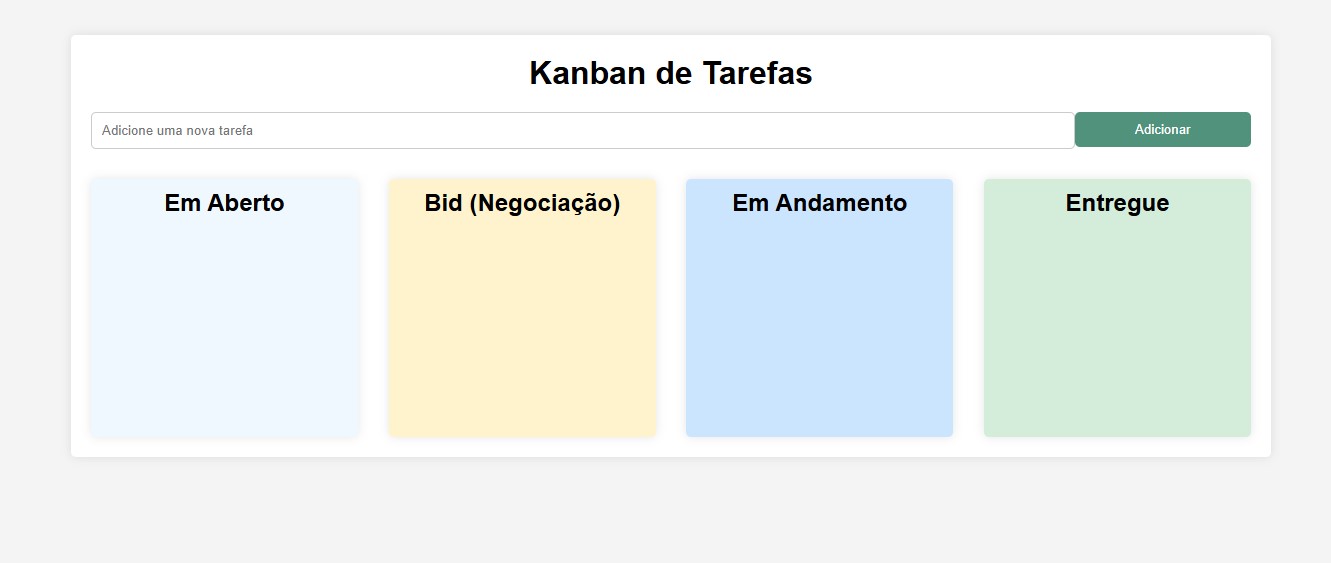 Kanban de Tarefas
Adicione uma nova tarefa
Adicionar
Em Aberto
Bid (Negociação)
Em Andamento
Entregue